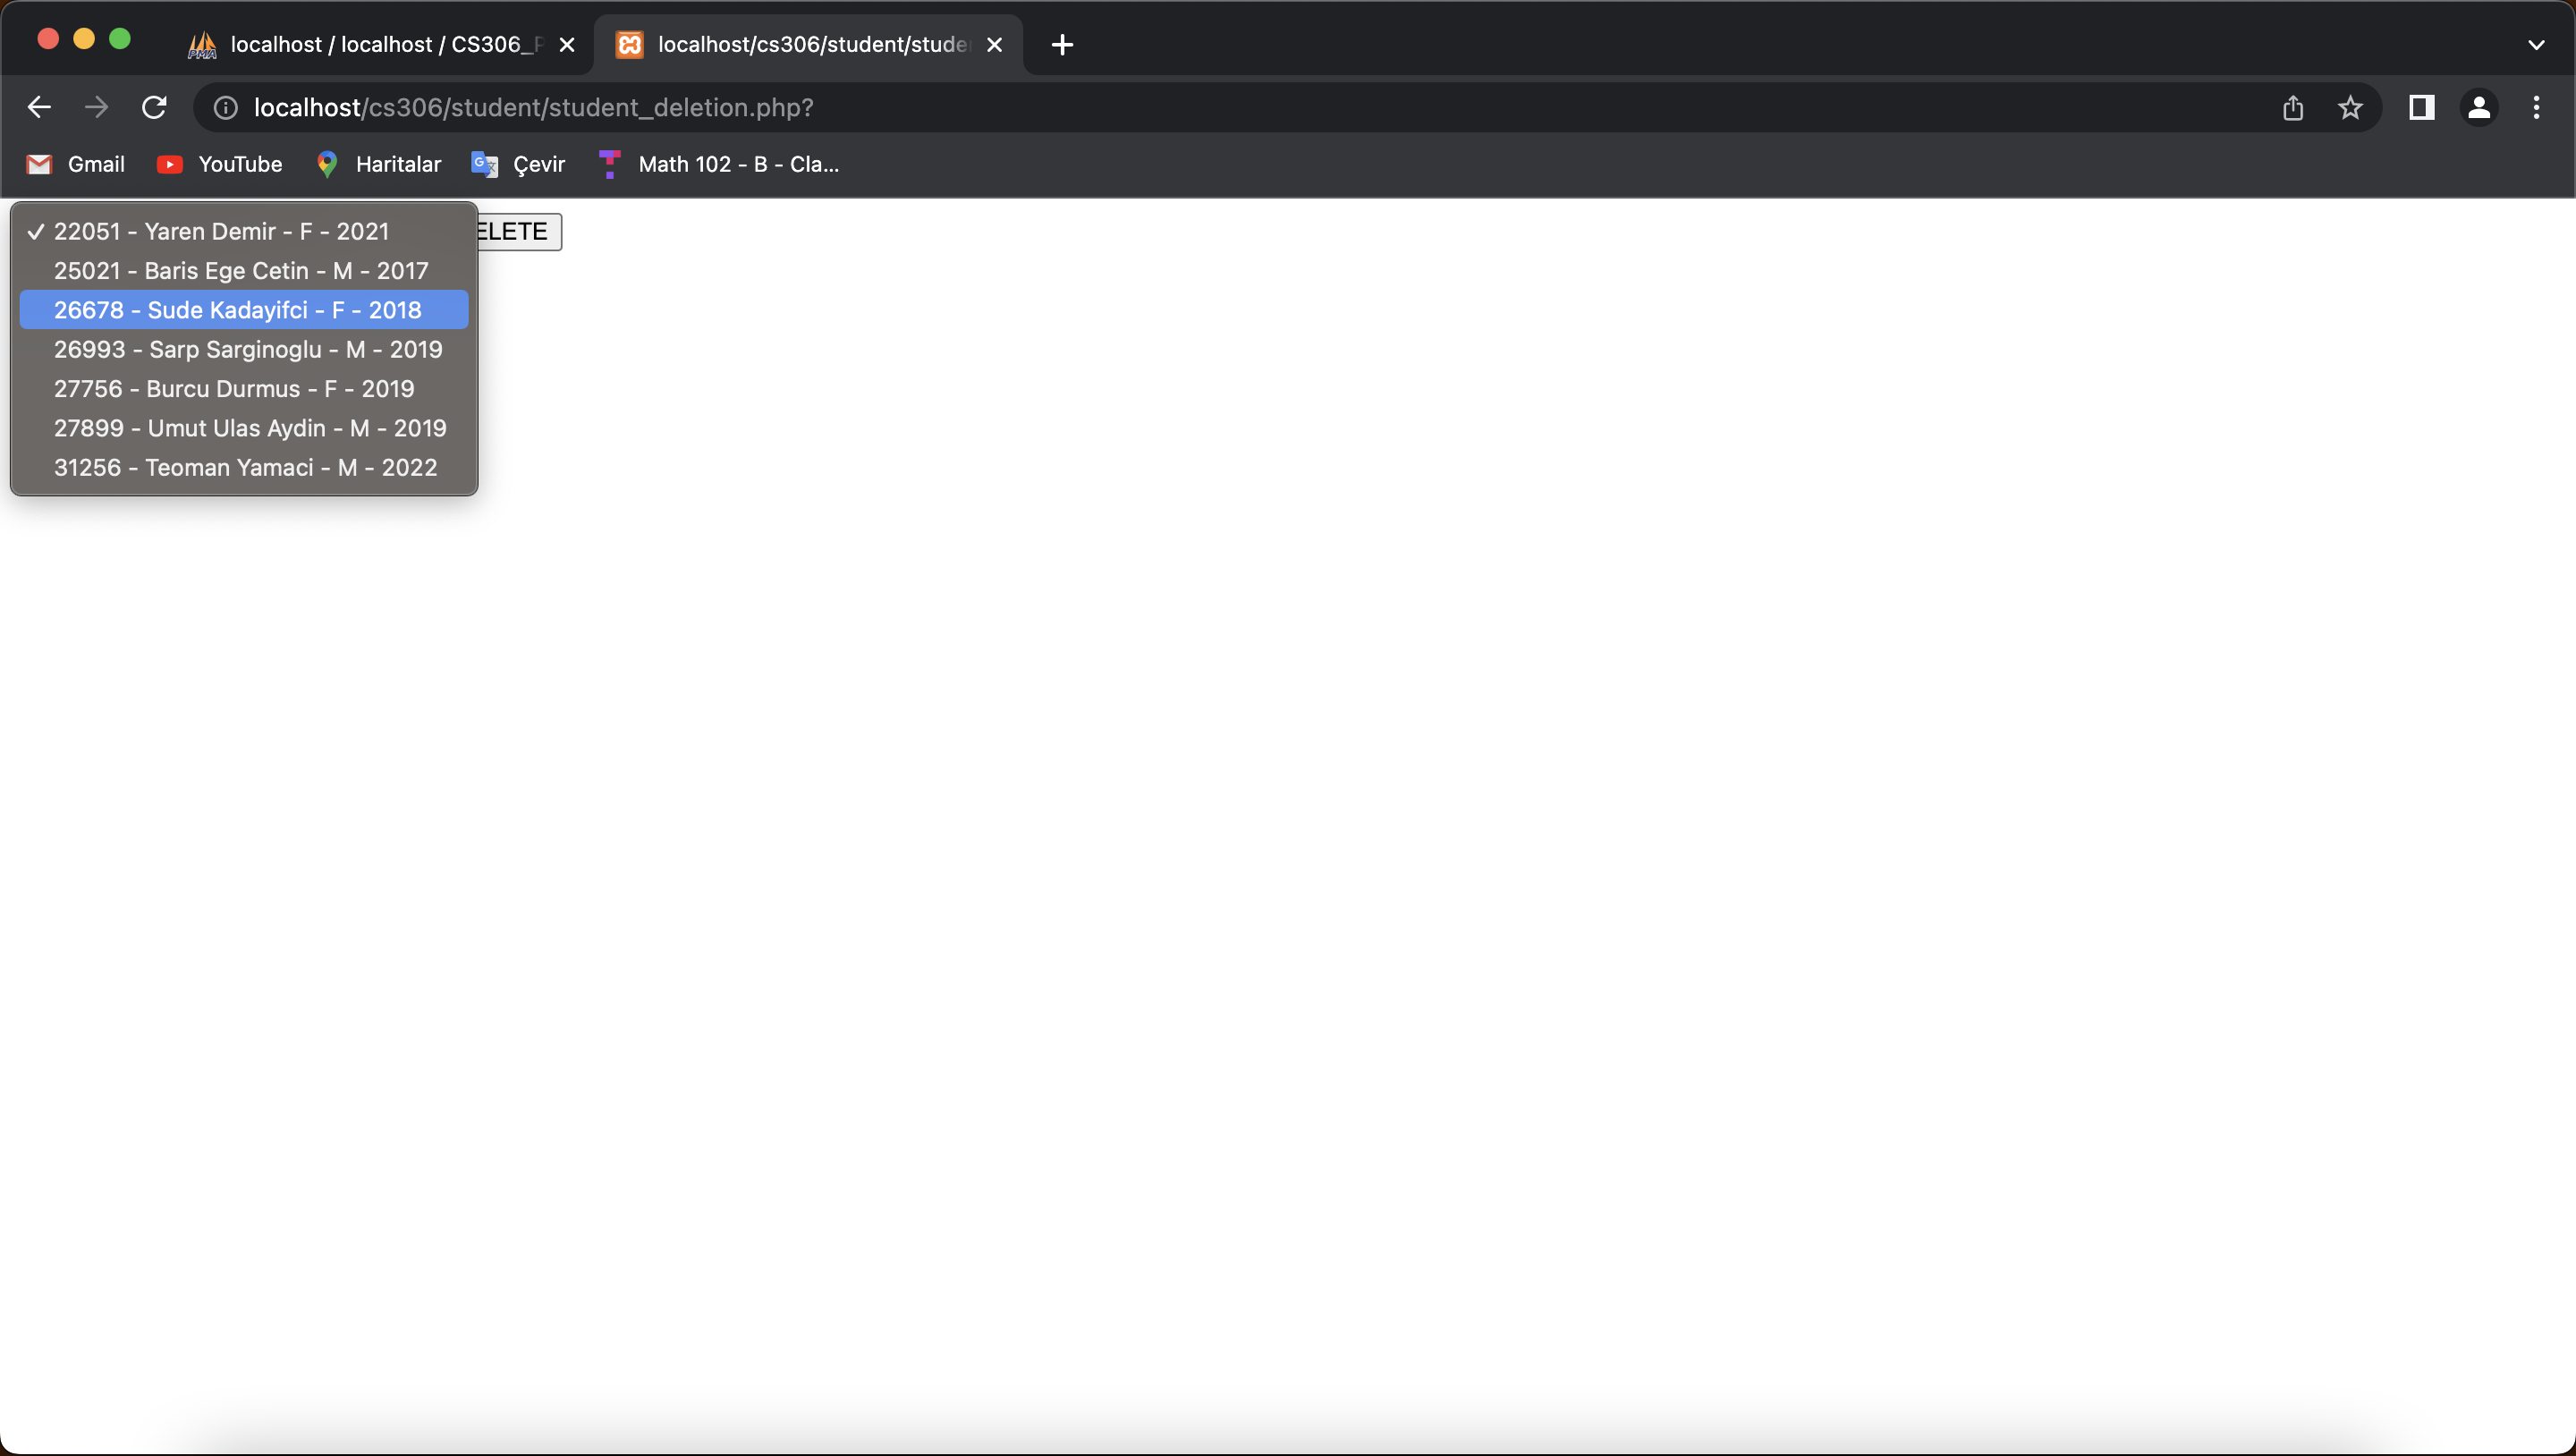 localhost / localhost / CS306_P
localhost/cs306/student/stude
localhost/cs306/student/student_deletion.php?
Gmail YouTube Haritalar Çevir Math 102 - B - Cla...
✓ 22051 - Yaren Demir - F - 2021 ELETE
25021 - Baris Ege Cetin - M - 2017
26678 - Sude Kadayifci - F - 2018
26993 - Sarp Sarginoglu - M - 2019
27756 - Burcu Durmus - F - 2019
27899 - Umut Ulas Aydin - M - 2019
31256 - Teoman Yamaci - M - 2022